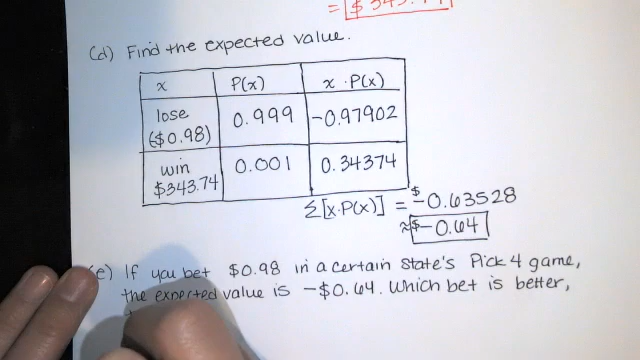 (d) Find the expected value.
x P(x) x · P(x)
lose ($0.98) 0.999 -0.97902
win $343.74 0.001 0.34374
Σ[x·P(x)] = $-0.63528
≈ $-0.64
(e) If you bet $0.98 in a certain state's Pick 4 game,
the expected value is -$0.64. Which bet is better,